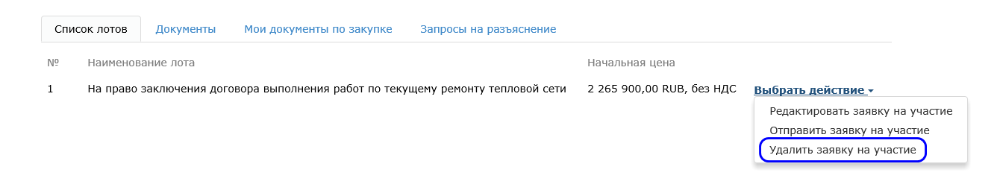 Список лотов Документы Мои документы по закупке Запросы на разъяснение
№ Наименование лота Начальная цена
1 На право заключения договора выполнения работ по текущему ремонту тепловой сети 2 265 900,00 RUB, без НДС Выбрать действие
Редактировать заявку на участие
Отправить заявку на участие
Удалить заявку на участие